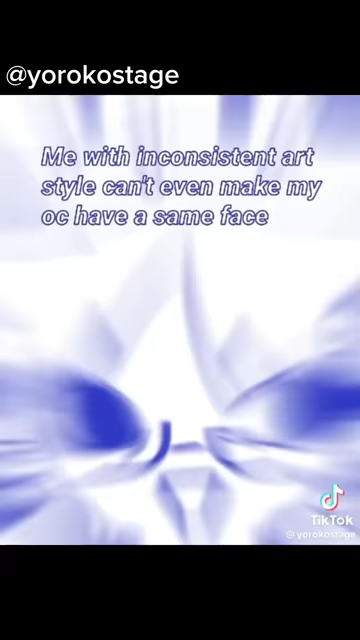 @yorokostage
Me with inconsistent art
style can't even make my
oc have a same face
TikTok
@yorokostage